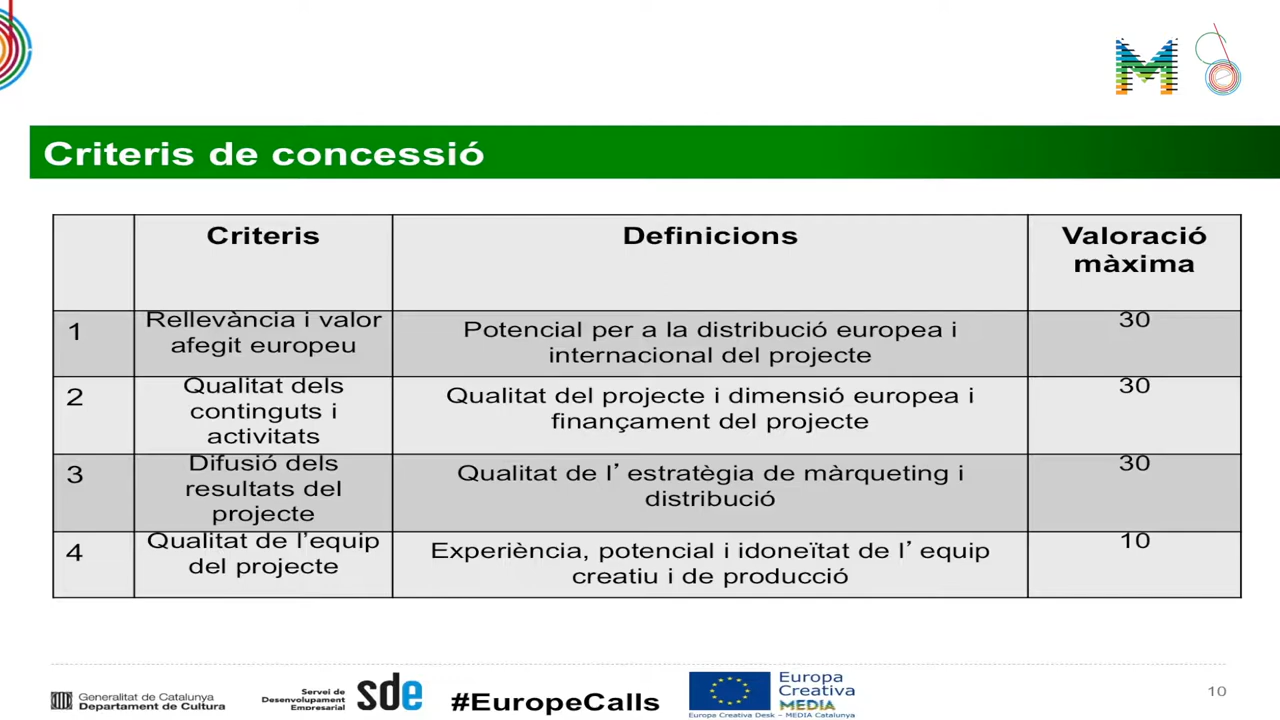 Criteris de concessió
Criteris
Definicions
Valoració
màxima
1
Rellevància i valor
afegit europeu
Potencial per a la distribució europea i
internacional del projecte
30
2
Qualitat dels
continguts i
activitats
Qualitat del projecte i dimensió europea i
finançament del projecte
30
3
Difusió dels
resultats del
projecte
Qualitat de l’ estratègia de màrqueting i
distribució
30
4
Qualitat de l’equip
del projecte
Experiència, potencial i idoneïtat de l’ equip
creatiu i de producció
10
Generalitat de Catalunya
Departament de Cultura
Servei de
Desenvolupament
Empresarial
sde
#EuropeCalls
Europa
Creativa
MEDIA
Europa Creative Desk – MEDIA Catalunya
10